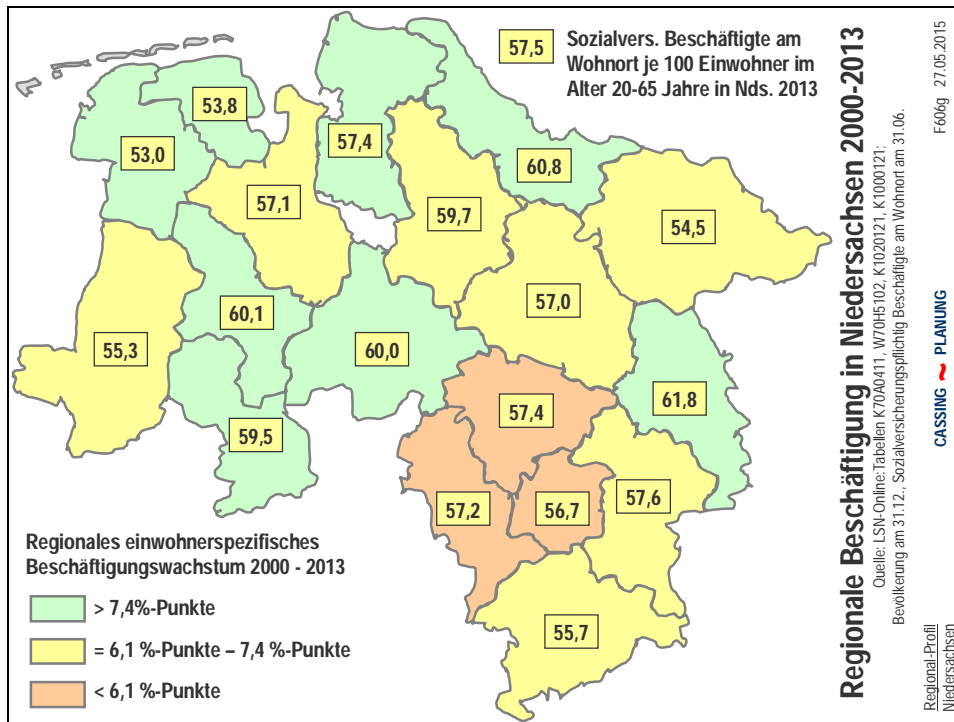 57,5
Sozialvers. Beschäftigte am
Wohnort je 100 Einwohner im
Alter 20-65 Jahre in Nds. 2013
53,8
53,0
57,4
60,8
57,1
59,7
54,5
57,0
60,1
55,3
60,0
61,8
57,4
59,5
57,2
56,7
57,6
55,7
Regionales einwohnerspezifisches
Beschäftigungswachstum 2000 - 2013
> 7,4%-Punkte
= 6,1 %-Punkte – 7,4 %-Punkte
< 6,1 %-Punkte
Regionale Beschäftigung in Niedersachsen 2000-2013
Quelle: LSN-Online: Tabellen K70A0411, W70H5102, K1020121, K1000121;
Bevölkerung am 31.12., Sozialversicherungspflichtig Beschäftigte am Wohnort am 31.06.
Regional-Profil
Niedersachsen
CASSING ~ PLANUNG
F606g 27.05.2015